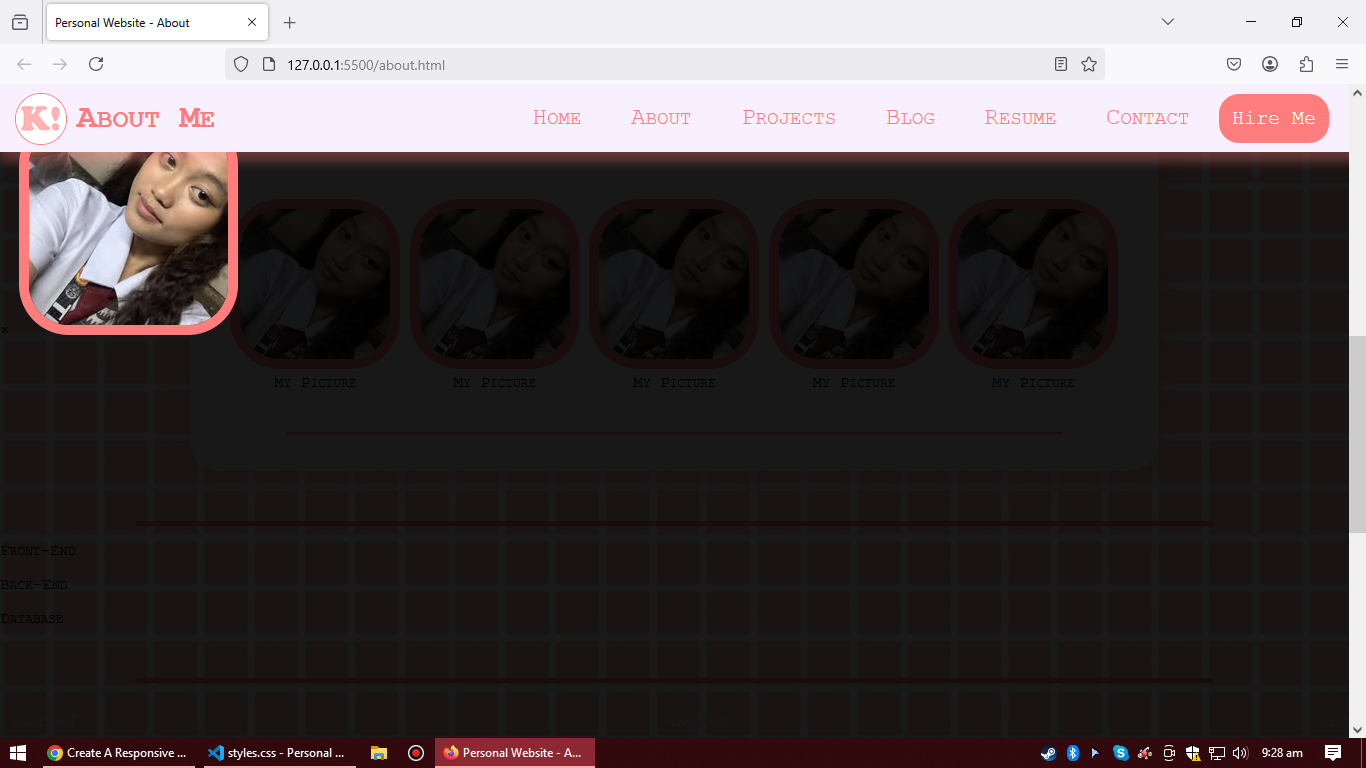 Personal Website - About
127.0.0.1:5500/about.html
K! About Me Home About Projects Blog Resume Contact Hire Me
×
My Picture My Picture My Picture My Picture My Picture
Front-End
Back-End
Database
Create A Responsive ... styles.css - Personal ... Personal Website - A... 9:28 am